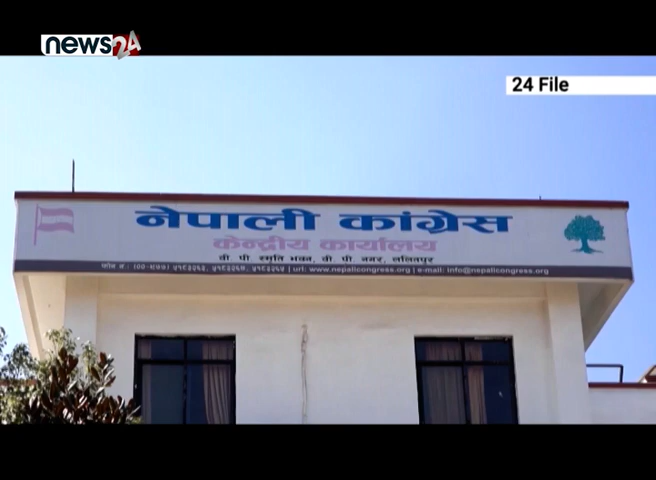 news24
24 File
नेपाली कांग्रेस
केन्द्रीय कार्यालय
वी. पी. स्मृति भवन, वी. पी. नगर, ललितपुर
url: www.nepalicongress.org | e-mail: info@nepalicongress.org